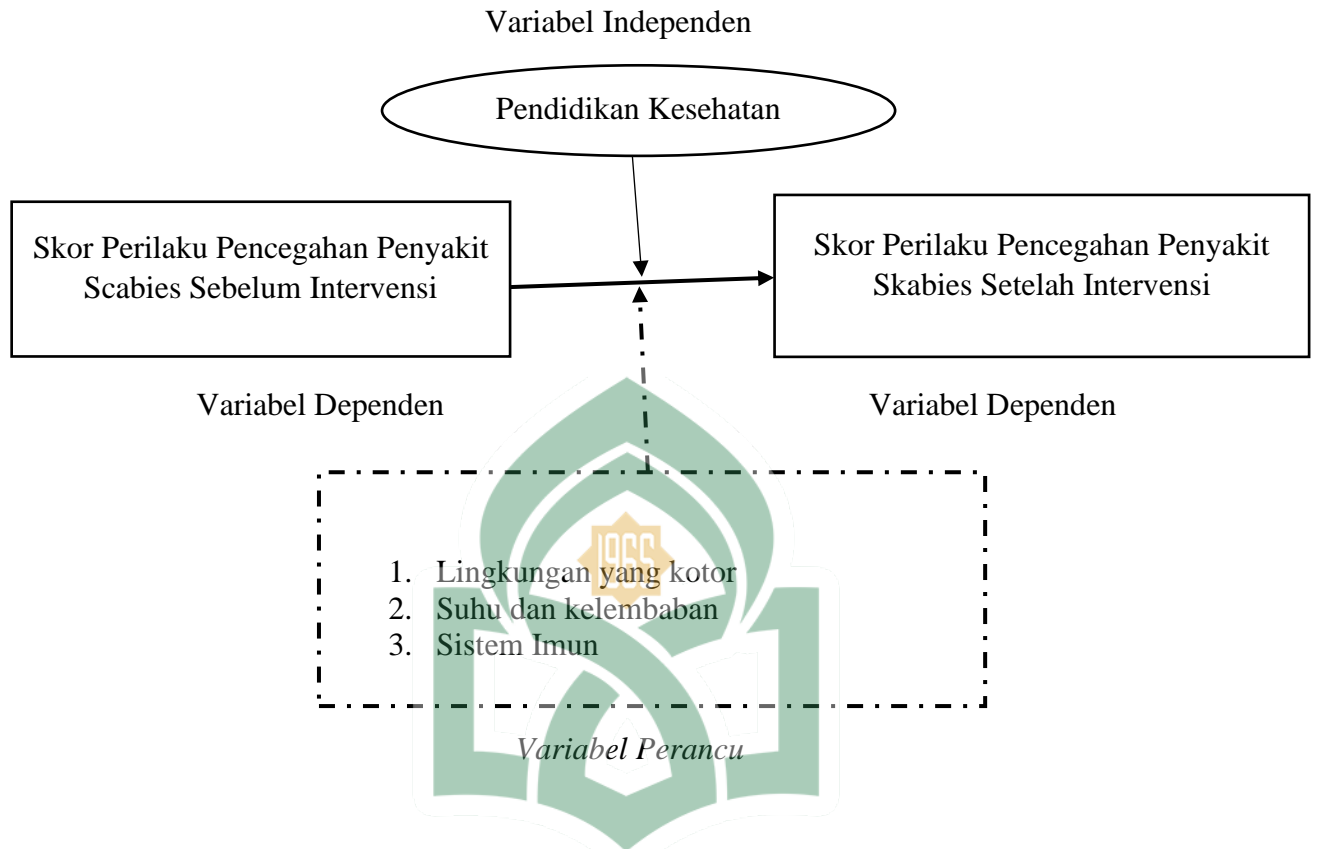 Variabel Independen
Pendidikan Kesehatan
Skor Perilaku Pencegahan Penyakit
Scabies Sebelum Intervensi
Skor Perilaku Pencegahan Penyakit
Skabies Setelah Intervensi
Variabel Dependen
Variabel Dependen
1965
1. Lingkungan yang kotor
2. Suhu dan kelembaban
3. Sistem Imun
Variabel Perancu